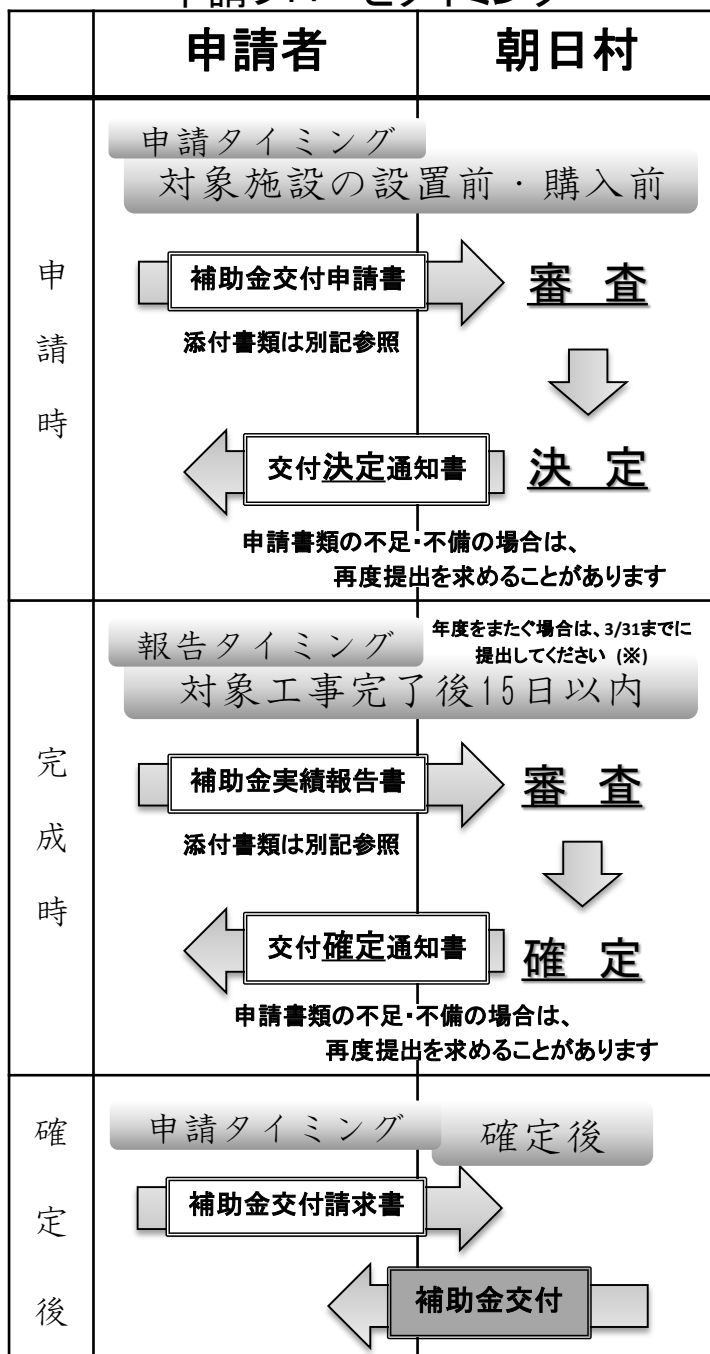 申請者
朝日村
申請時
申請タイミング
対象施設の設置前・購入前
補助金交付申請書
審 査
添付書類は別記参照
交付決定通知書
決 定
申請書類の不足・不備の場合は、
再度提出を求めることがあります
完成時
報告タイミング
年度をまたぐ場合は、3/31までに
提出してください (※)
対象工事完了後15日以内
補助金実績報告書
審 査
添付書類は別記参照
交付確定通知書
確 定
申請書類の不足・不備の場合は、
再度提出を求めることがあります
確定後
申請タイミング
確定後
補助金交付請求書
補助金交付